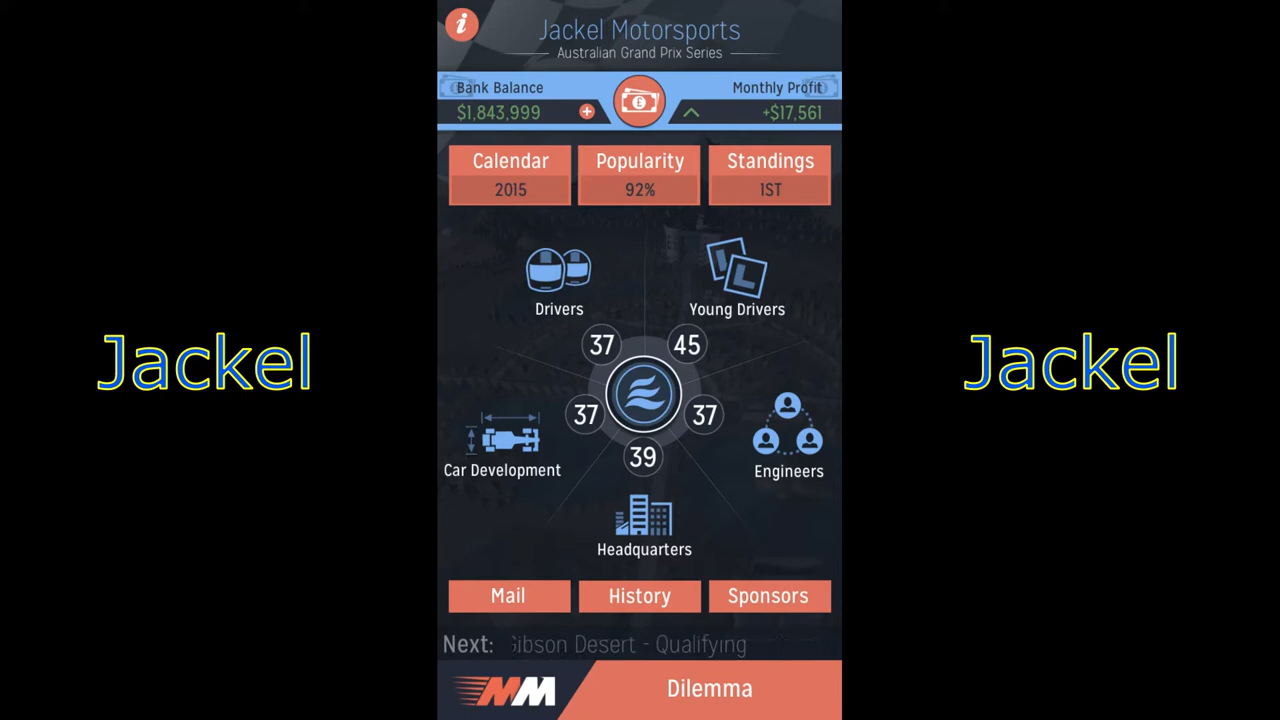 i
Jackel Motorsports
Australian Grand Prix Series
Bank Balance
Monthly Profit
$1,843,999
+
£
+$17,561
Calendar
Popularity
Standings
2015
92%
1ST
L
Drivers
Young Drivers
Jackel
Jackel
37
45
37
37
39
Car Development
Engineers
Headquarters
Mail
History
Sponsors
Next: Gibson Desert - Qualifying
MM
Dilemma